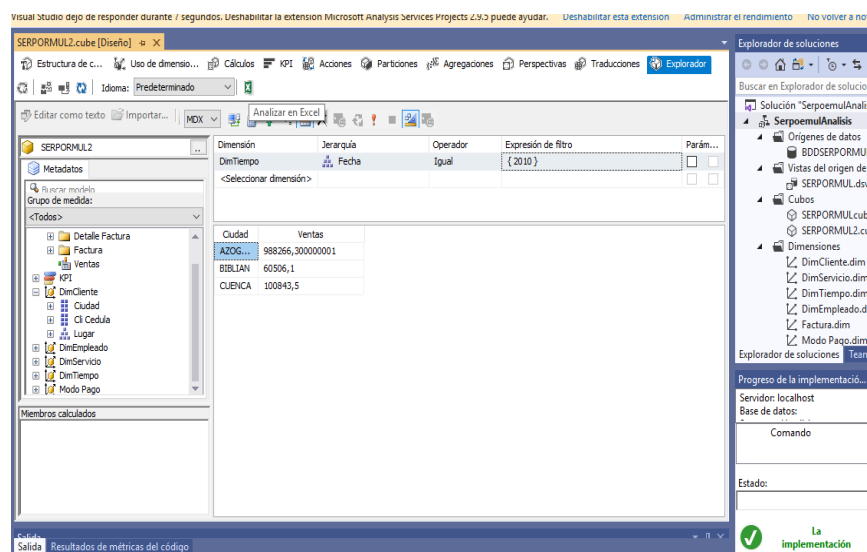 Visual Studio dejó de responder durante 7 segundos. Deshabilitar la extensión Microsoft Analysis Services Projects 2.9.5 puede ayudar. Deshabilitar esta extensión Administrar el rendimiento No volver a
SERPORMUL2.cube [Diseño]
Estructura de c... Uso de dimensio... Cálculos KPI Acciones Particiones Agregaciones Perspectivas Traducciones Explorador
Idioma: Predeterminado
Editar como texto Importar... MDX
Analizar en Excel
SERPORMUL2 ..
Metadatos
Buscar modelo
Grupo de medida:
<Todos>
Detalle Factura
Factura
Ventas
KPI
DimCliente
Ciudad
Cli Cedula
Lugar
DimEmpleado
DimServicio
DimTiempo
Modo Pago
Miembros calculados
Dimensión Jerarquía Operador Expresión de filtro Parám...
DimTiempo Fecha Igual { 2010 }
<Seleccionar dimensión>
Ciudad Ventas
AZOG... 988266,300000001
BIBLIAN 60506,1
CUENCA 100843,5
Explorador de soluciones
Buscar en Explorador de solucio
Solución "SerpoemulAnali
SerpoemulAnalisis
Orígenes de datos
BDDSERPORMU
Vistas del origen de
SERPORMUL.dsv
Cubos
SERPORMULcub
SERPORMUL2.cu
Dimensiones
DimCliente.dim
DimServicio.dim
DimTiempo.dim
DimEmpleado.d
Factura.dim
Modo Pago.dim
Explorador de soluciones Tean
Progreso de la implementació...
Servidor: localhost
Base de datos:
Comando
Estado:
La
implementación
Salida
Salida Resultados de métricas del código